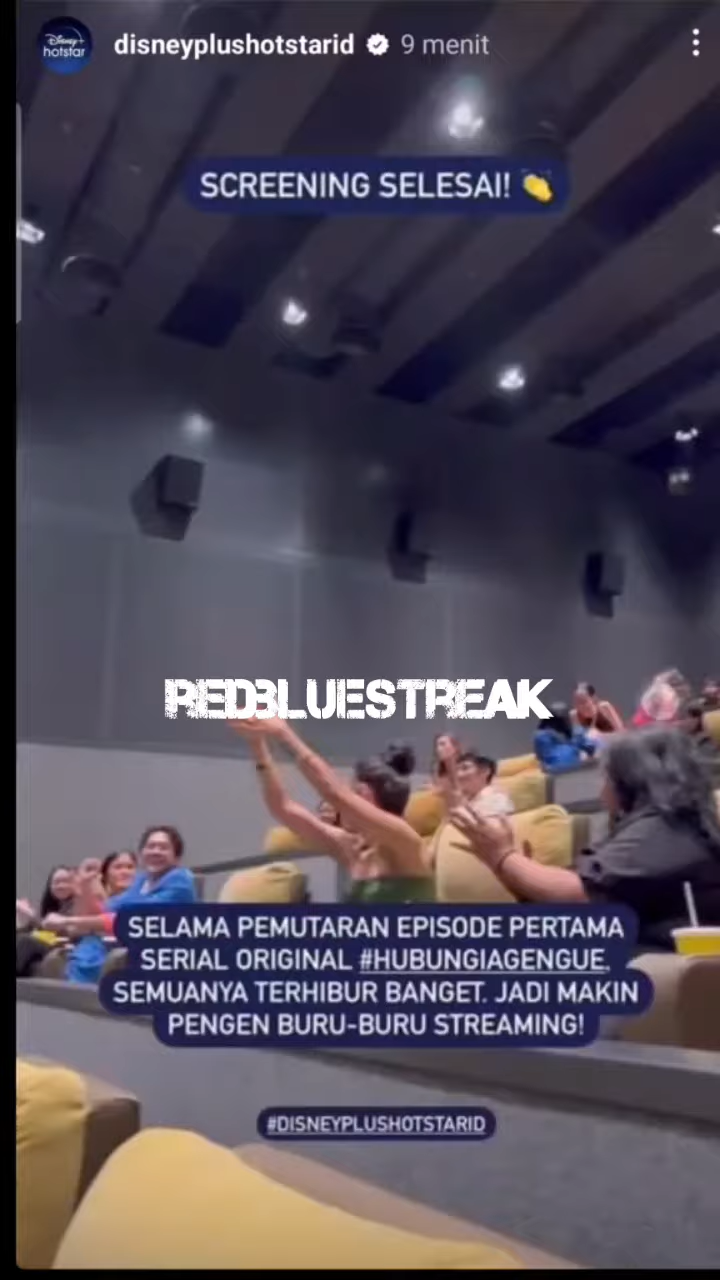 Disney+
hotstar
disneyplushotstarid 9 menit
SCREENING SELESAI! 👏
REDBLUESTREAK
SELAMA PEMUTARAN EPISODE PERTAMA
SERIAL ORIGINAL #HUBUNGIAGENGUE,
SEMUANYA TERHIBUR BANGET. JADI MAKIN
PENGEN BURU-BURU STREAMING!
#DISNEYPLUSHOTSTARID